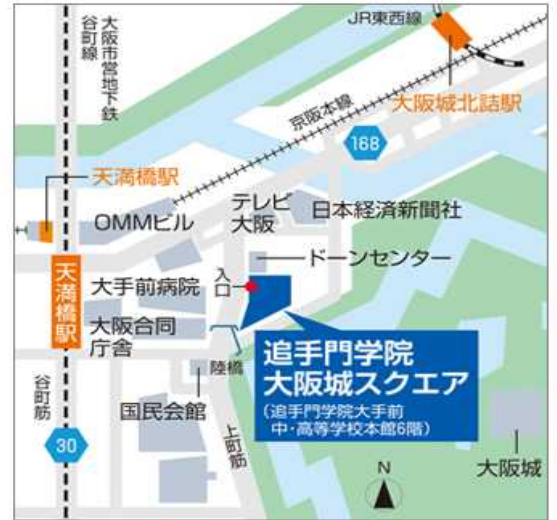 JR東西線
大阪市営地下鉄
谷町線
京阪本線
大阪城北詰駅
168
天満橋駅
OMMビル
テレビ
大阪
日本経済新聞社
ドーンセンター
天満橋駅
大手前病院
入口
大阪合同
庁舎
追手門学院
大阪城スクエア
(追手門学院大手前
中・高等学校本館6階)
陸橋
国民会館
谷町筋
上町筋
30
大阪城
N